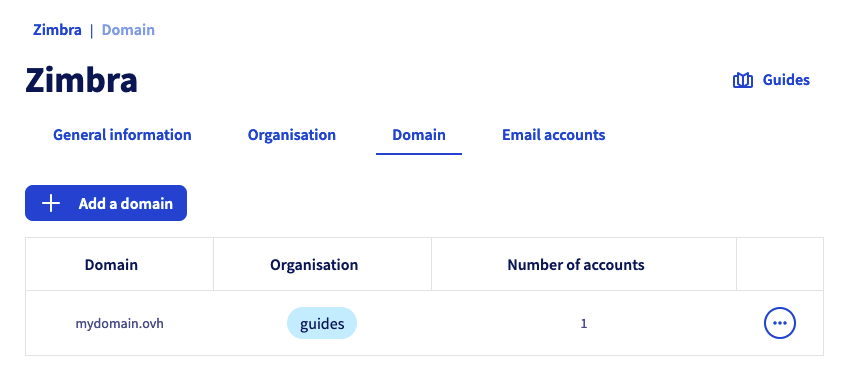 Zimbra | Domain
Zimbra
Guides
General information Organisation Domain Email accounts
Add a domain
Domain Organisation Number of accounts
mydomain.ovh guides 1